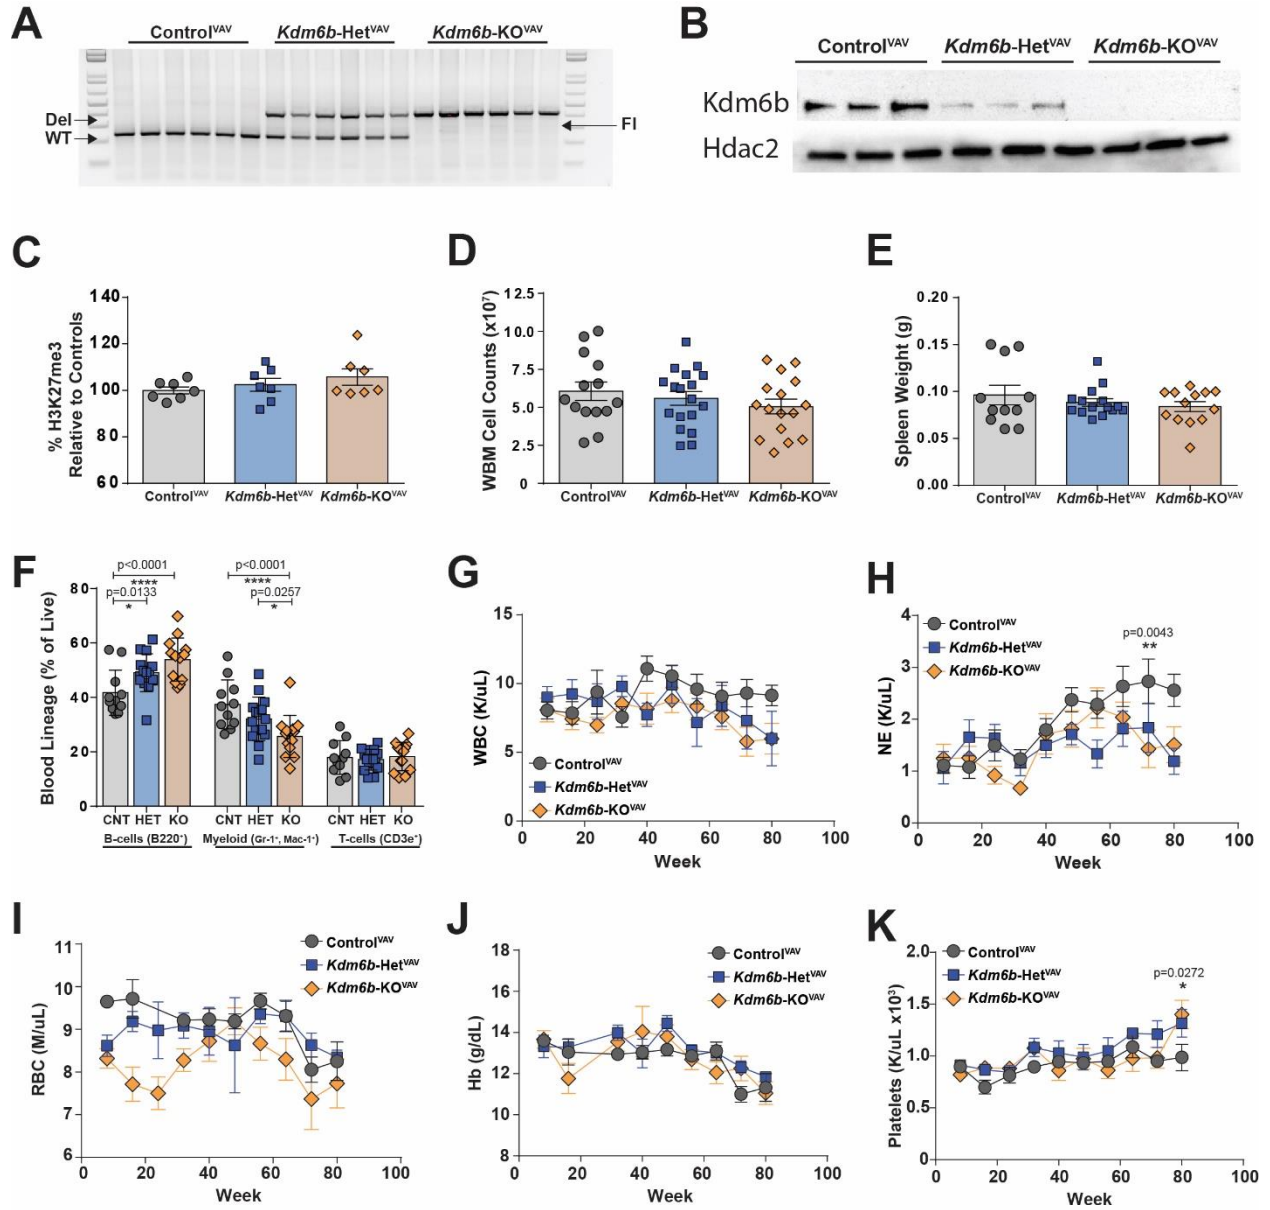 A
Control^VAV Kdm6b-Het^VAV Kdm6b-KO^VAV
Del
WT
Fl
B
Control^VAV Kdm6b-Het^VAV Kdm6b-KO^VAV
Kdm6b
Hdac2
C
% H3K27me3
Relative to Controls
140
120
100
80
60
Control^VAV Kdm6b-Het^VAV Kdm6b-KO^VAV
D
WBM Cell Counts (x10⁷)
12.5
10.0
7.5
5.0
2.5
0
Control^VAV Kdm6b-Het^VAV Kdm6b-KO^VAV
E
Spleen Weight (g)
0.20
0.15
0.10
0.05
0.00
Control^VAV Kdm6b-Het^VAV Kdm6b-KO^VAV
F
Blood Lineage (% of Live)
80
60
40
20
0
p<0.0001
****
p=0.0133
*
p<0.0001
****
p=0.0257
*
CNT HET KO CNT HET KO CNT HET KO
B-cells (B220⁺) Myeloid (Gr-1⁺, Mac-1⁺) T-cells (CD3e⁺)
G
WBC (K/uL)
15
10
5
0
Control^VAV
Kdm6b-Het^VAV
Kdm6b-KO^VAV
0 20 40 60 80 100
Week
H
NE (K/uL)
4
3
2
1
0
Control^VAV
Kdm6b-Het^VAV
Kdm6b-KO^VAV
p=0.0043
**
0 20 40 60 80 100
Week
I
RBC (M/uL)
11
10
9
8
7
6
Control^VAV
Kdm6b-Het^VAV
Kdm6b-KO^VAV
0 20 40 60 80 100
Week
J
Hb (g/dL)
18
16
14
12
10
8
Control^VAV
Kdm6b-Het^VAV
Kdm6b-KO^VAV
0 20 40 60 80 100
Week
K
Platelets (K/uL x10³)
2.0
1.5
1.0
0.5
0
Control^VAV
Kdm6b-Het^VAV
Kdm6b-KO^VAV
p=0.0272
*
0 20 40 60 80 100
Week